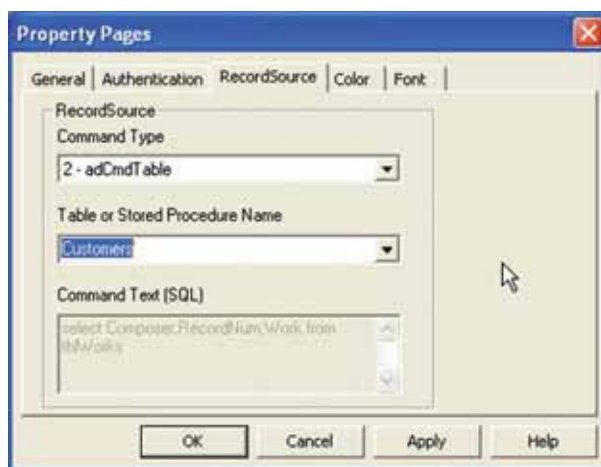 Property Pages
General Authentication RecordSource Color Font
RecordSource
Command Type
2 - adCmdTable
Table or Stored Procedure Name
Customers
Command Text (SQL)
select Composer,RecordNum,Work from
tblWorks
OK Cancel Apply Help